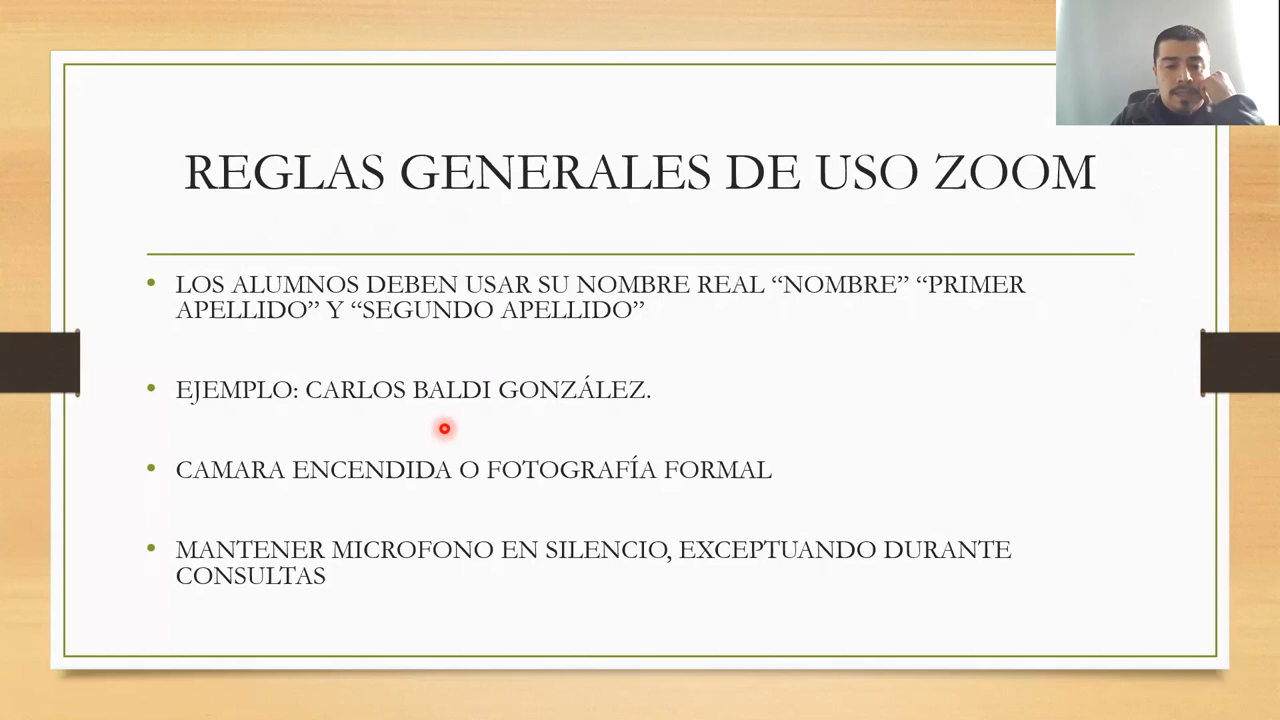 REGLAS GENERALES DE USO ZOOM
• LOS ALUMNOS DEBEN USAR SU NOMBRE REAL “NOMBRE” “PRIMER
APELLIDO” Y “SEGUNDO APELLIDO”
• EJEMPLO: CARLOS BALDI GONZÁLEZ.
• CAMARA ENCENDIDA O FOTOGRAFÍA FORMAL
• MANTENER MICROFONO EN SILENCIO, EXCEPTUANDO DURANTE
CONSULTAS